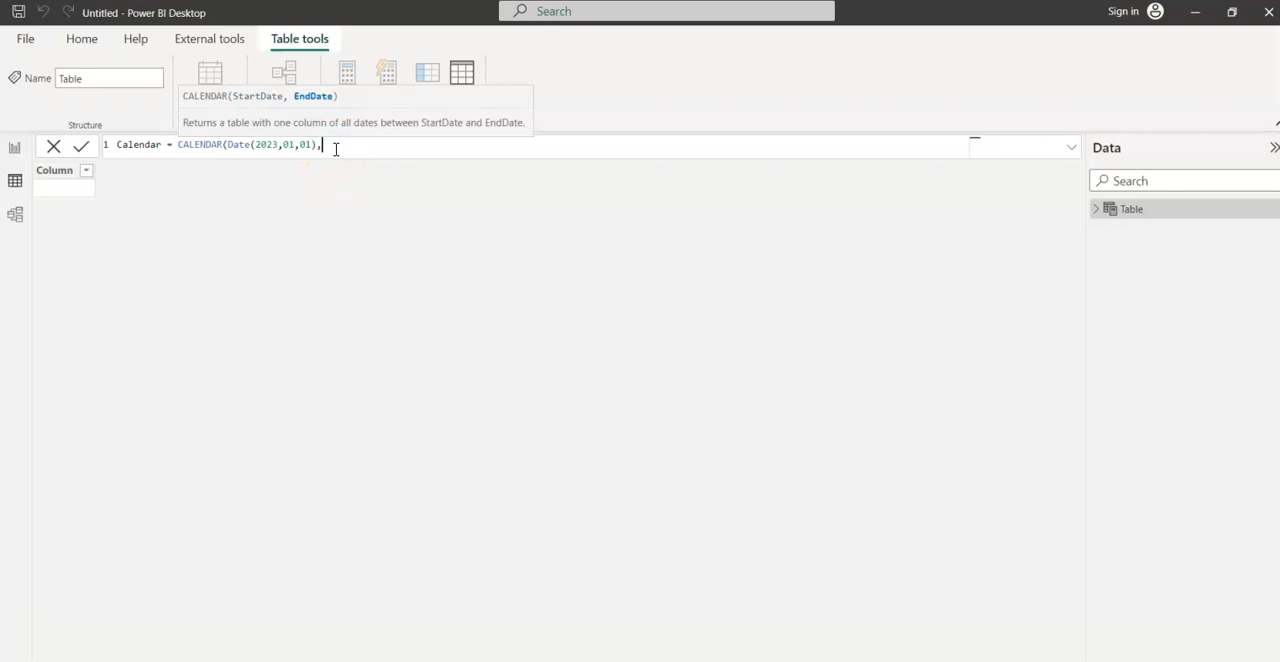 Untitled - Power BI Desktop
Search
Sign in
File
Home
Help
External tools
Table tools
Name
Table
CALENDAR(StartDate, EndDate)
Returns a table with one column of all dates between StartDate and EndDate.
Structure
1 Calendar = CALENDAR(Date(2023,01,01),
Data
Column
Search
Table